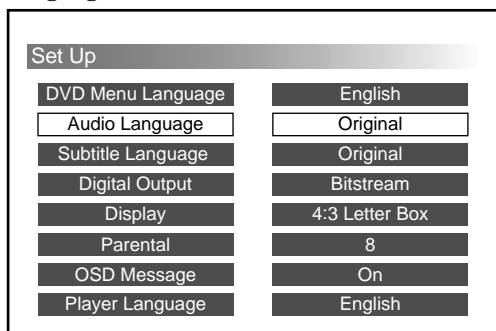 Set Up
DVD Menu Language English
Audio Language Original
Subtitle Language Original
Digital Output Bitstream
Display 4:3 Letter Box
Parental 8
OSD Message On
Player Language English